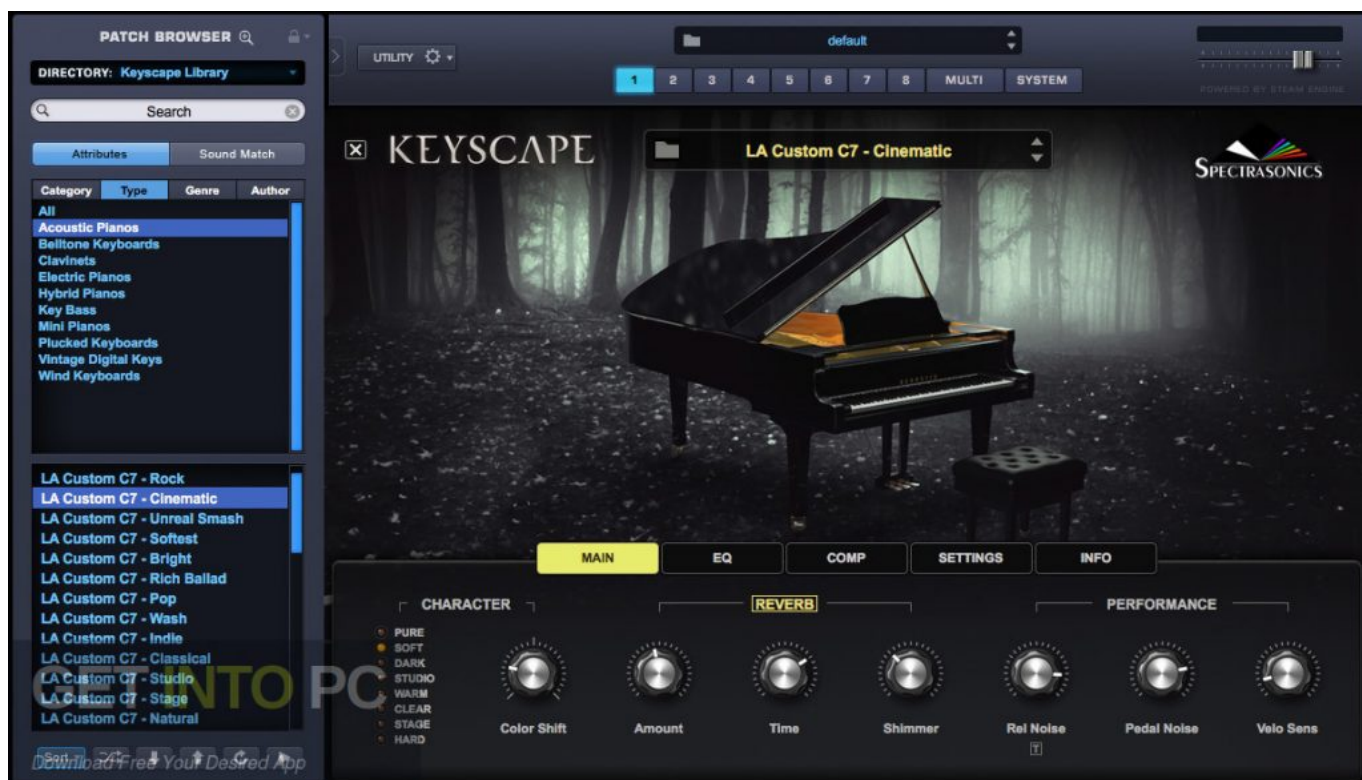 PATCH BROWSER
DIRECTORY: Keyscape Library
Search
Attributes Sound Match
Category Type Genre Author
All
Acoustic Pianos
Belltone Keyboards
Clavinets
Electric Pianos
Hybrid Pianos
Key Bass
Mini Pianos
Plucked Keyboards
Vintage Digital Keys
Wind Keyboards
LA Custom C7 - Rock
LA Custom C7 - Cinematic
LA Custom C7 - Unreal Smash
LA Custom C7 - Softest
LA Custom C7 - Bright
LA Custom C7 - Rich Ballad
LA Custom C7 - Pop
LA Custom C7 - Wash
LA Custom C7 - Indie
LA Custom C7 - Classical
LA Custom C7 - Studio
LA Custom C7 - Stage
LA Custom C7 - Natural
GET INTO PC
Sort
Download Free Your Desired App
UTILITY
default
1 2 3 4 5 6 7 8 MULTI SYSTEM
POWERED BY STEAM ENGINE
KEYSCAPE
LA Custom C7 - Cinematic
SPECTRASONICS
MAIN EQ COMP SETTINGS INFO
CHARACTER REVERB PERFORMANCE
PURE
SOFT
DARK
STUDIO
WARM
CLEAR
STAGE
HARD
Color Shift Amount Time Shimmer Rel Noise Pedal Noise Velo Sens
T